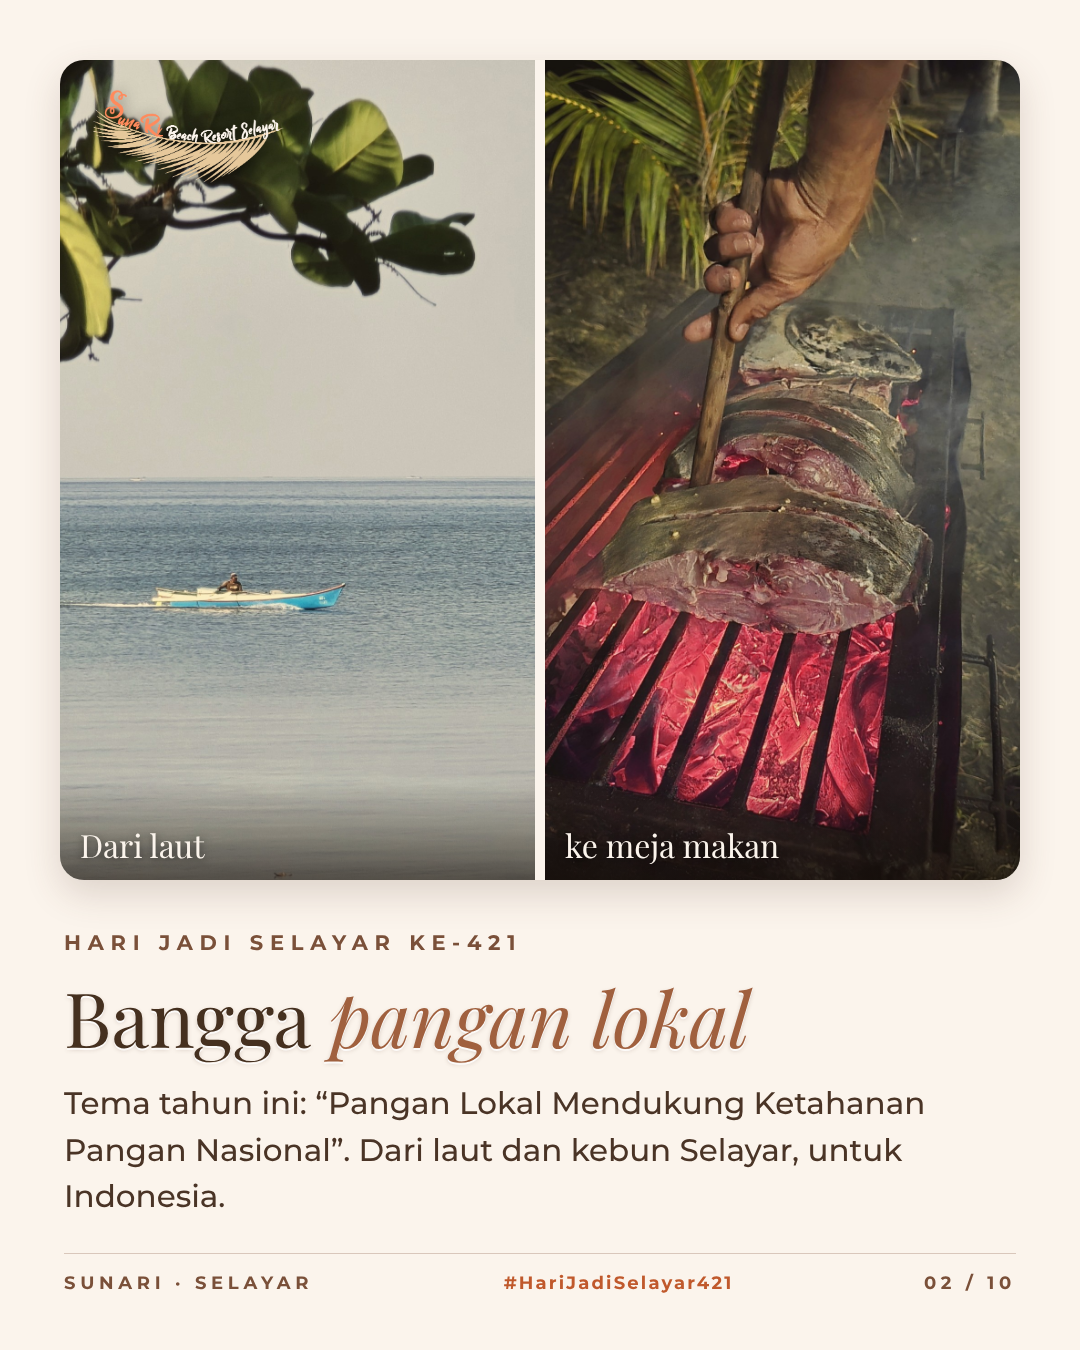 SunaRi Beach Resort Selayar
Dari laut
ke meja makan
HARI JADI SELAYAR KE-421
Bangga pangan lokal
Tema tahun ini: “Pangan Lokal Mendukung Ketahanan
Pangan Nasional”. Dari laut dan kebun Selayar, untuk
Indonesia.
SUNARI · SELAYAR
#HariJadiSelayar421
02 / 10